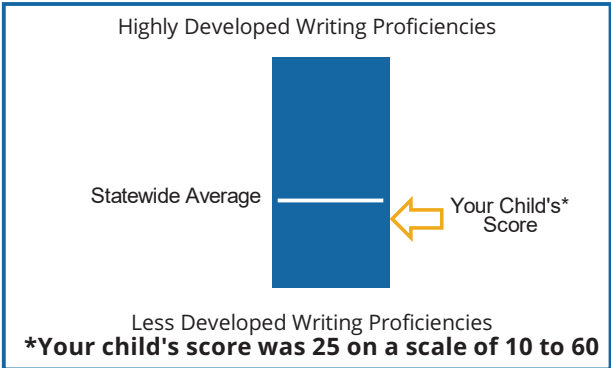 Highly Developed Writing Proficiencies
Statewide Average
Your Child's*
Score
Less Developed Writing Proficiencies
*Your child's score was 25 on a scale of 10 to 60